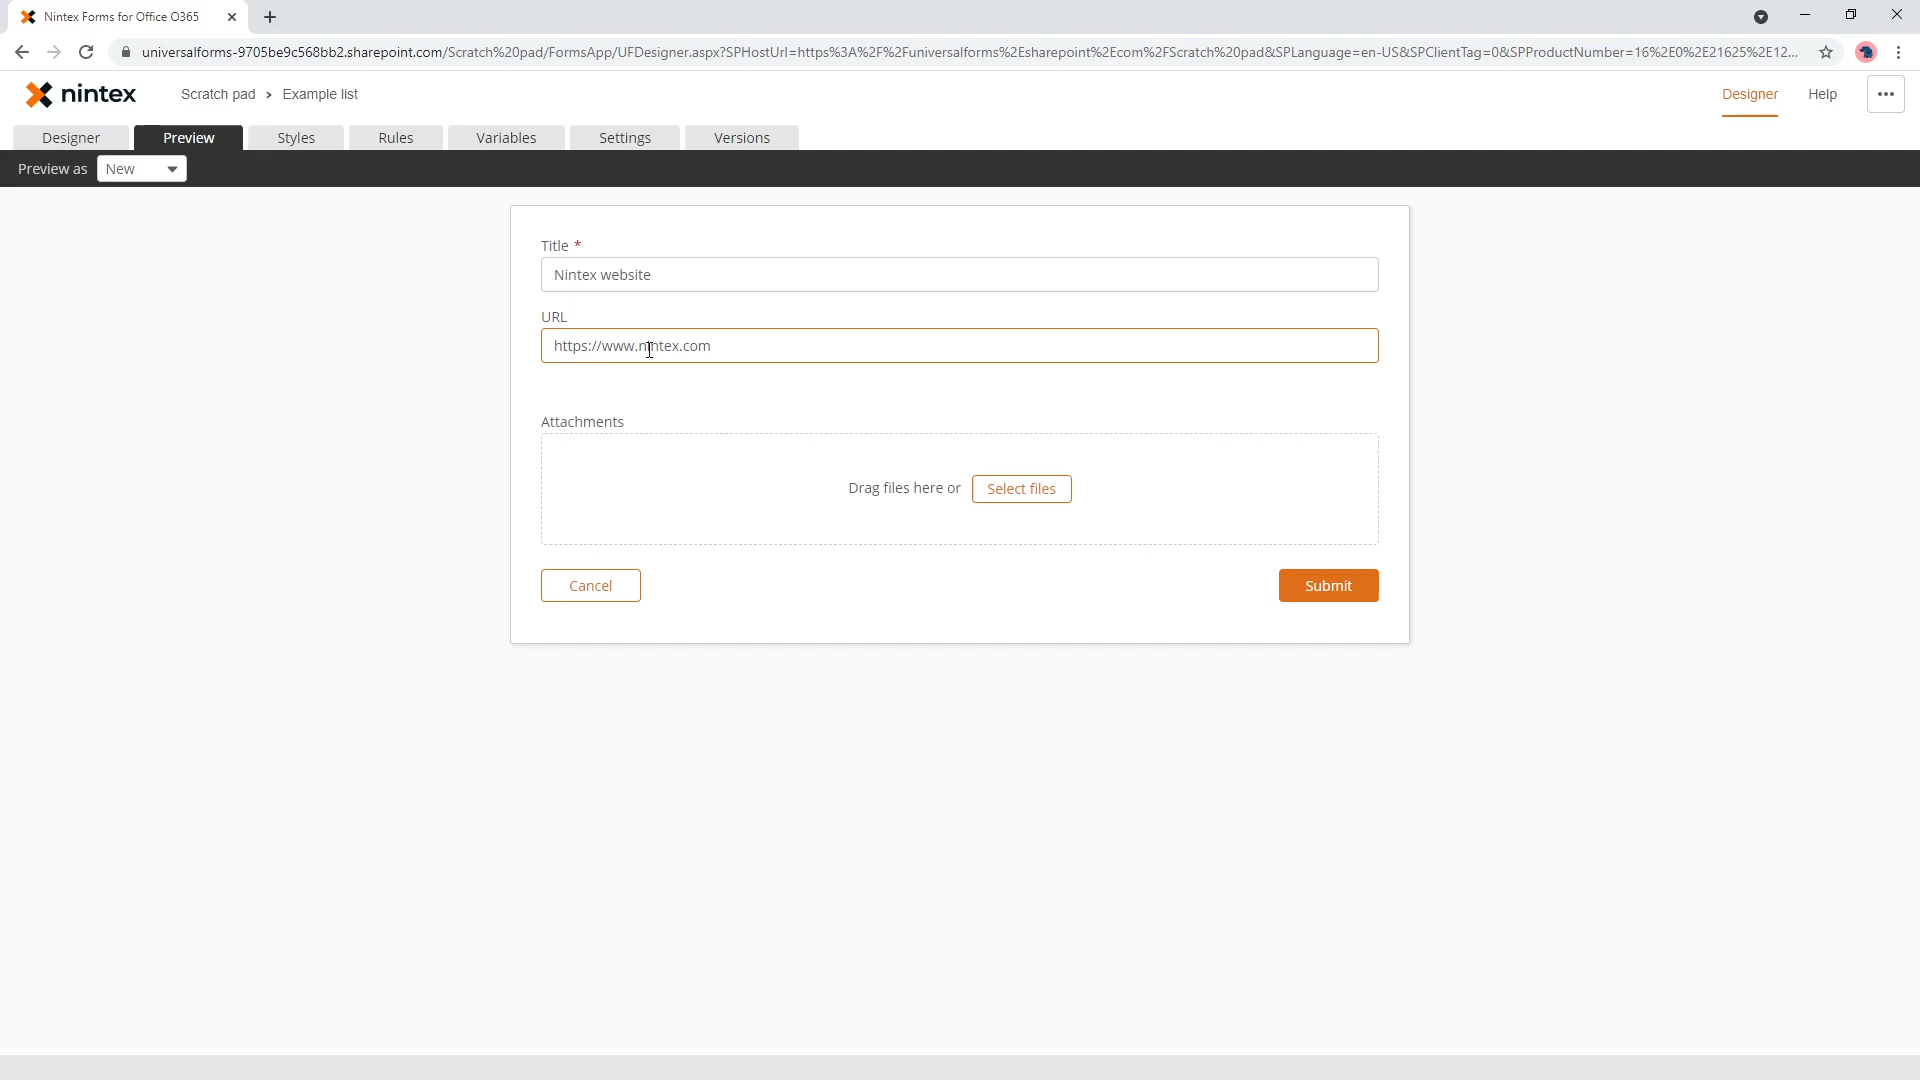 Nintex Forms for Office O365
universalforms-9705be9c568bb2.sharepoint.com/Scratch%20pad/FormsApp/UFDesigner.aspx?SPHostUrl=https%3A%2F%2Funiversalforms%2Esharepoint%2Ecom%2FScratch%20pad&SPLanguage=en-US&SPClientTag=0&SPProductNumber=16%2E0%2E21625%2E12...
nintex Scratch pad > Example list Designer Help
Designer Preview Styles Rules Variables Settings Versions
Preview as New
Title *
Nintex website
URL
https://www.nintex.com
Attachments
Drag files here or Select files
Cancel Submit